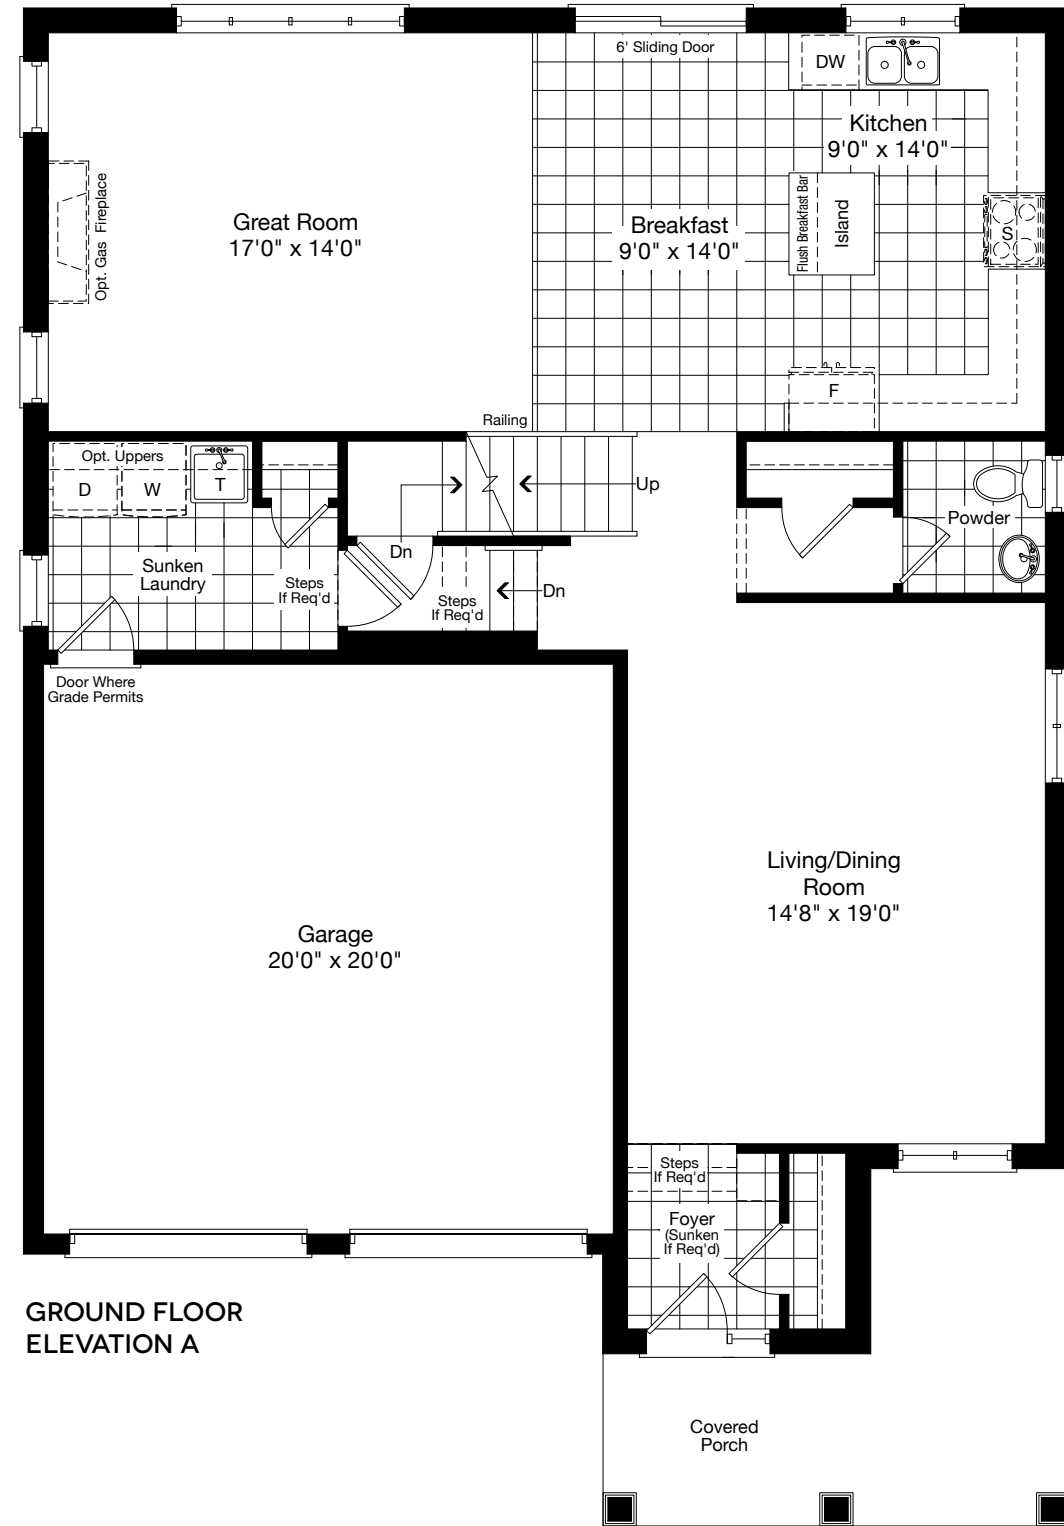 6' Sliding Door
DW
Kitchen
9'0" x 14'0"
Opt. Gas Fireplace
Great Room
17'0" x 14'0"
Breakfast
9'0" x 14'0"
Flush Breakfast Bar
Island
S
F
Railing
Opt. Uppers
D
W
T
Up
Dn
Powder
Sunken
Laundry
Steps
If Req'd
Steps
If Req'd
Dn
Door Where
Grade Permits
Living/Dining
Room
14'8" x 19'0"
Garage
20'0" x 20'0"
Steps
If Req'd
Foyer
(Sunken
If Req'd)
GROUND FLOOR
ELEVATION A
Covered
Porch